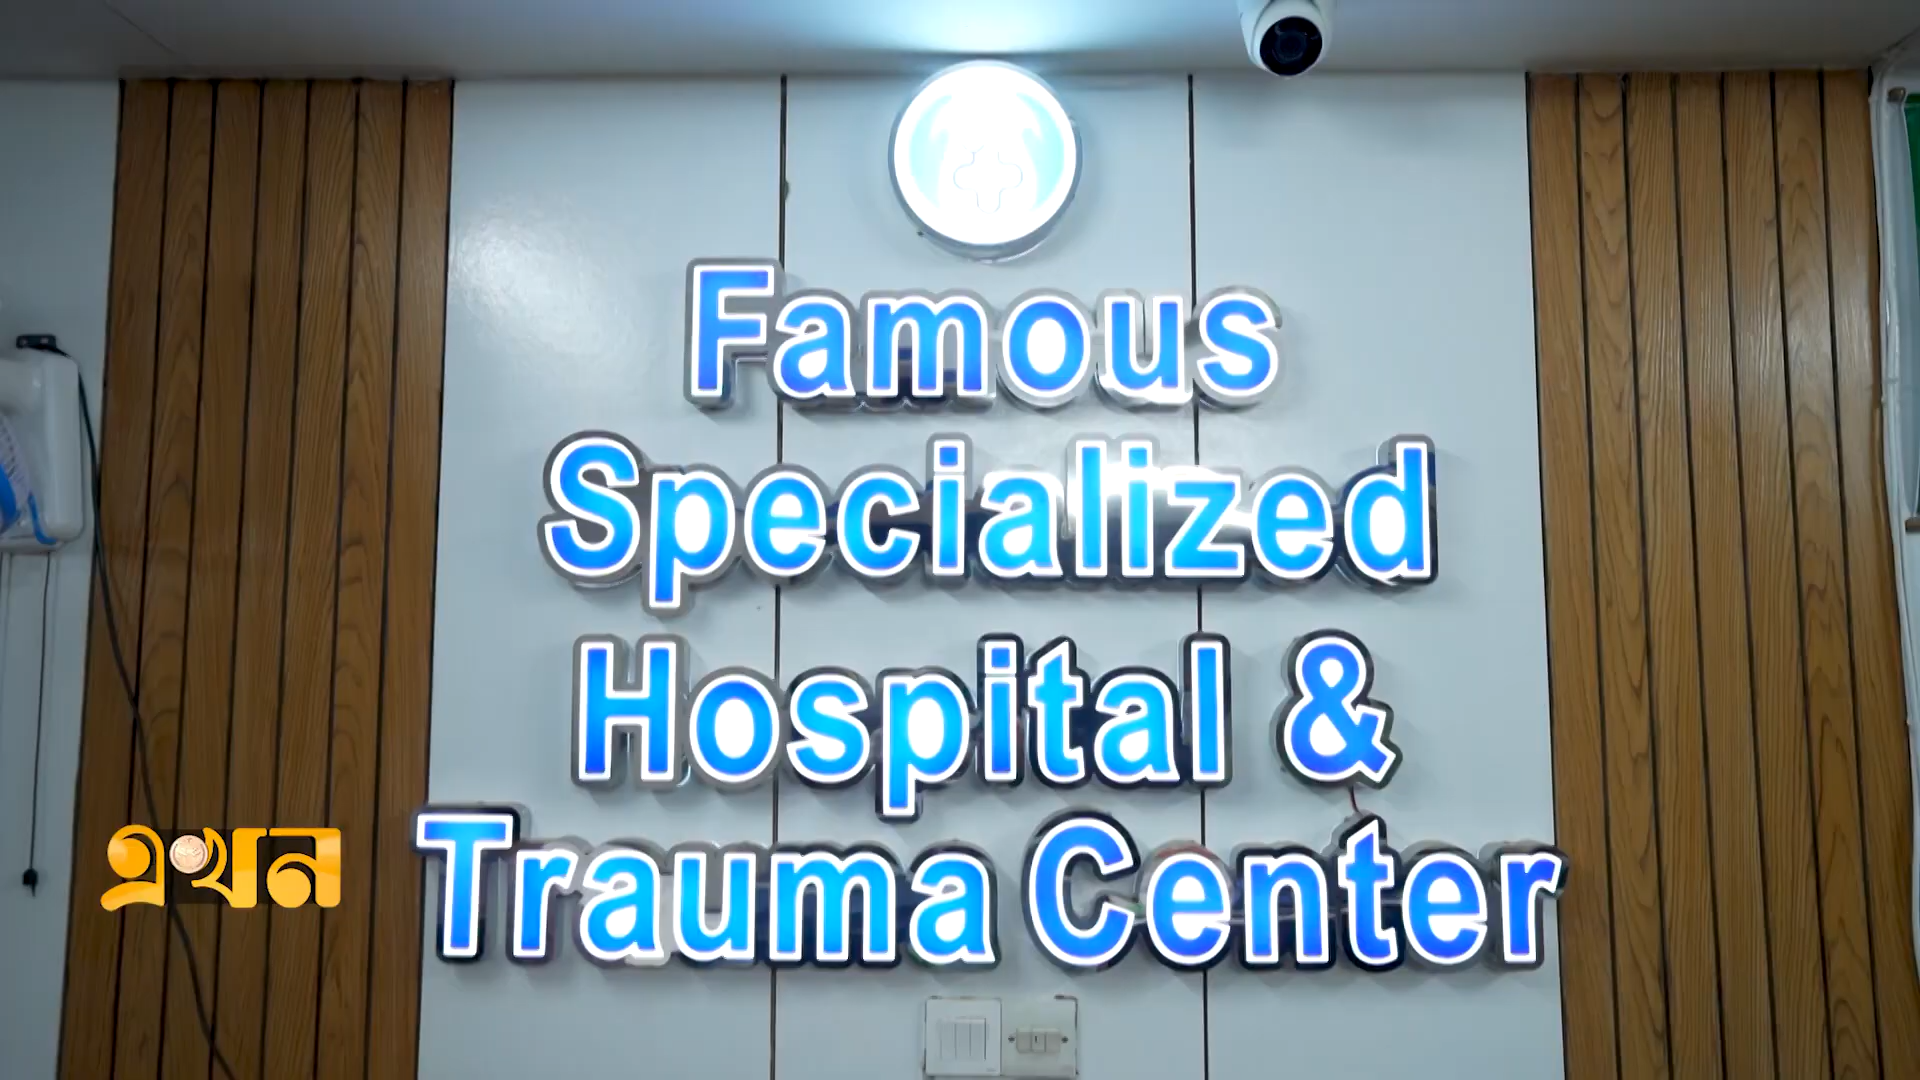 Famous
Specialized
Hospital &
Trauma Center
এখন